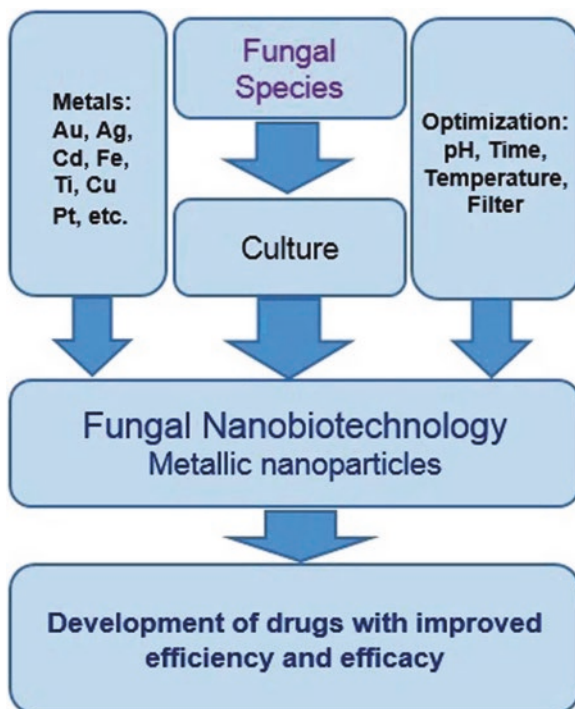 Metals:
Au, Ag,
Cd, Fe,
Ti, Cu
Pt, etc.
Fungal
Species
Culture
Optimization:
pH, Time,
Temperature,
Filter
Fungal Nanobiotechnology
Metallic nanoparticles
Development of drugs with improved
efficiency and efficacy